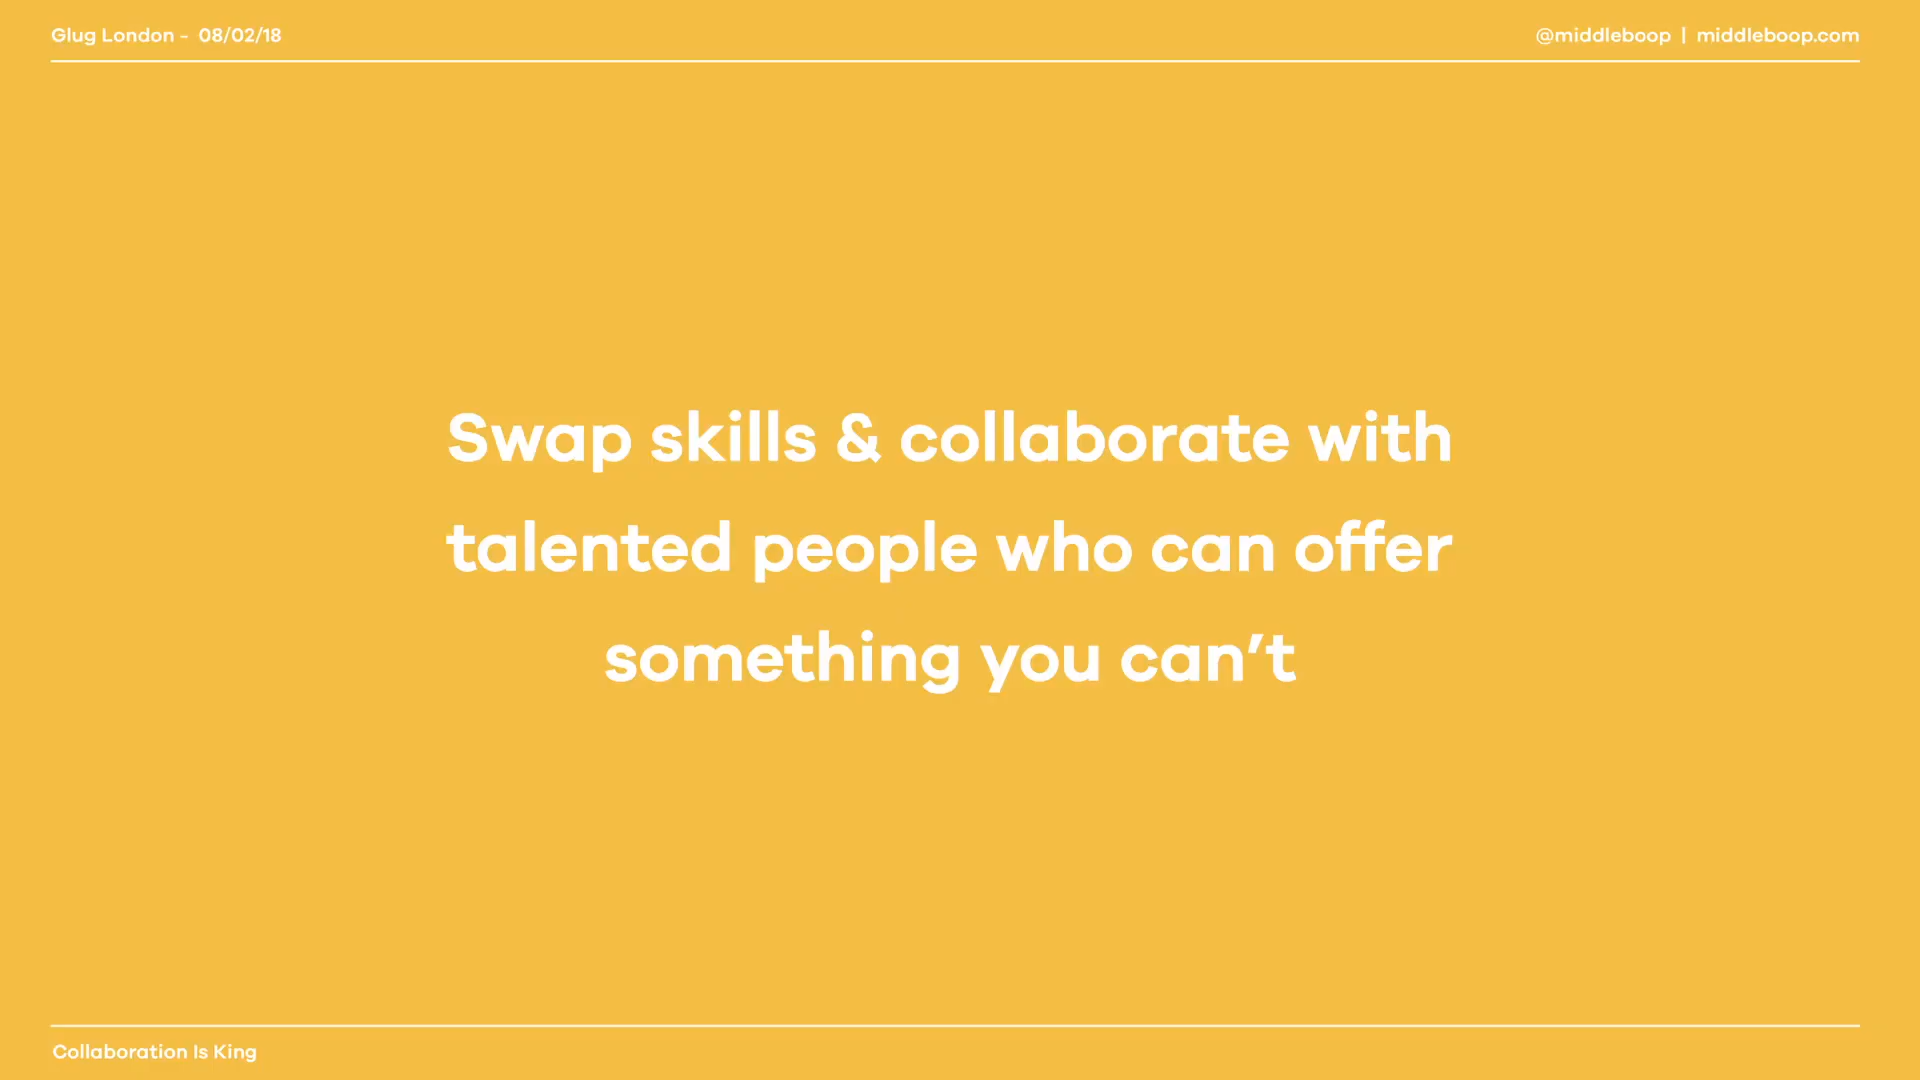 Glug London - 08/02/18
@middleboop | middleboop.com
Swap skills & collaborate with
talented people who can offer
something you can’t
Collaboration Is King